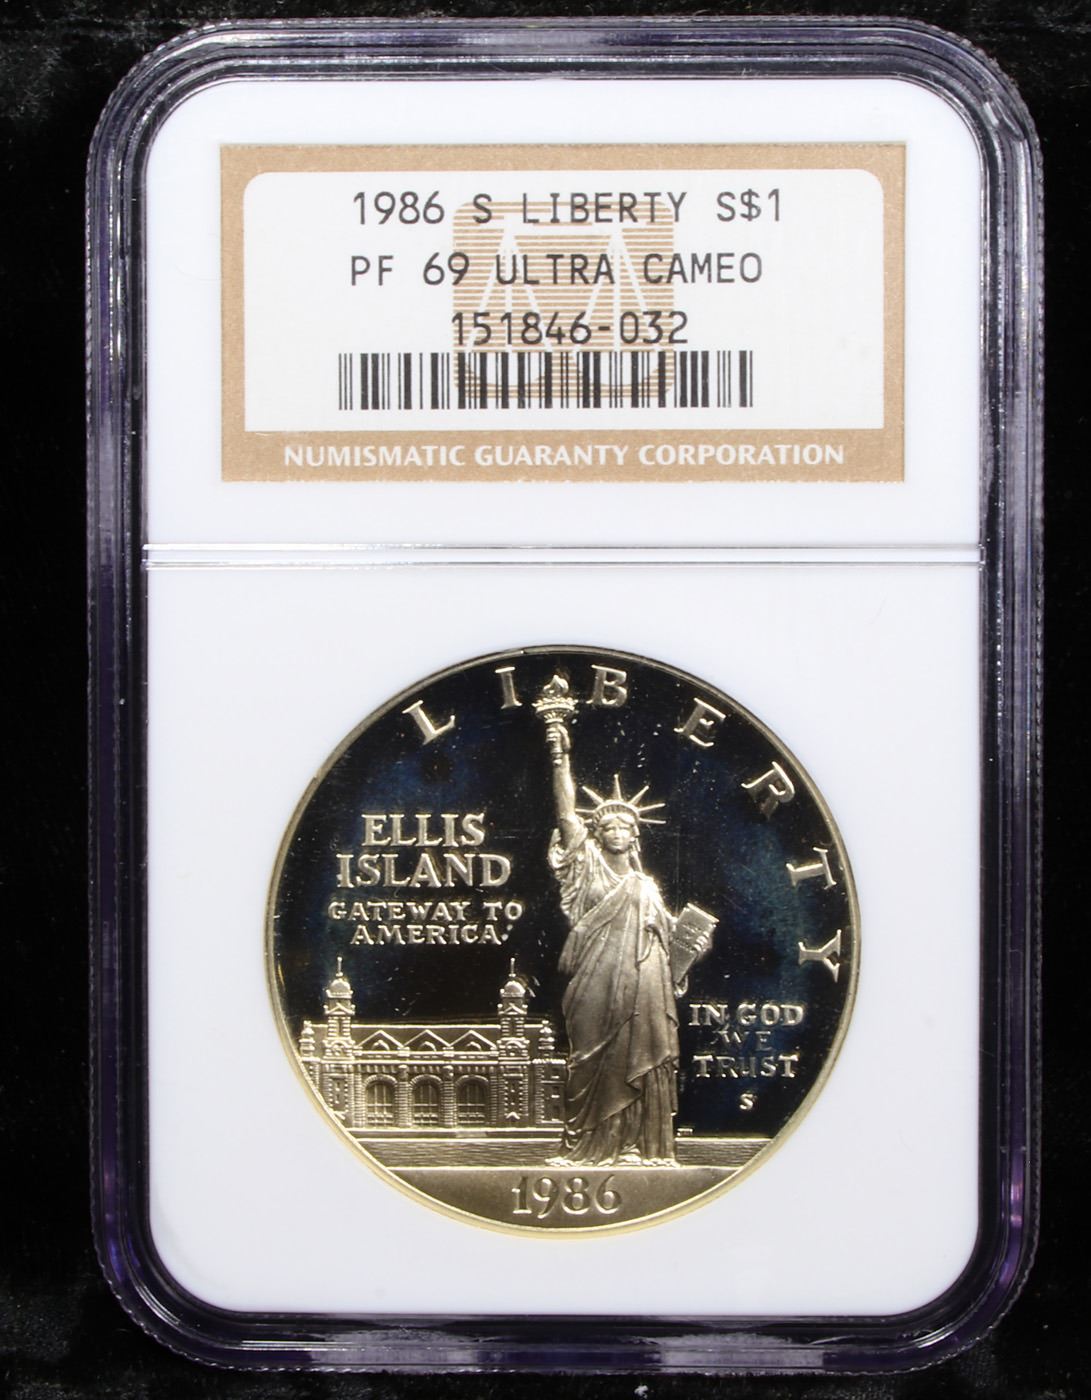 1986 S LIBERTY S$1
PF 69 ULTRA CAMEO
151846-032
NUMISMATIC GUARANTY CORPORATION
LIBERTY
ELLIS
ISLAND
GATEWAY TO
AMERICA
IN GOD
WE
TRUST
S
1986